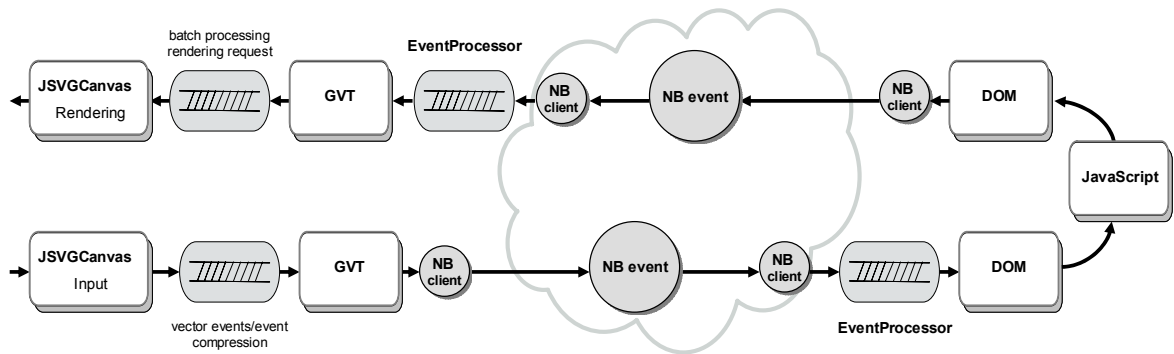 batch processing
rendering request
EventProcessor
JSVGCanvas
Rendering
GVT
NB
client
NB event
NB
client
DOM
JavaScript
JSVGCanvas
Input
GVT
NB
client
NB event
NB
client
DOM
vector events/event
compression
EventProcessor